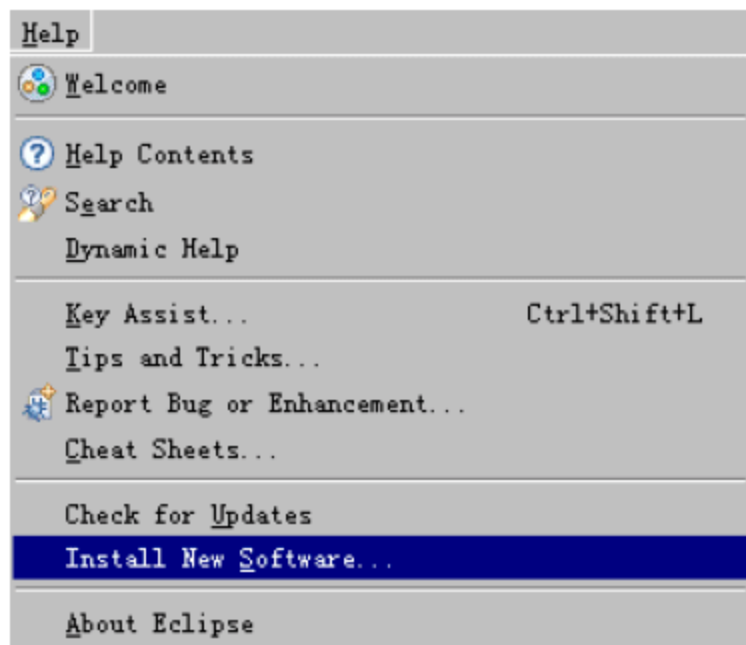 Help
Welcome
Help Contents
Search
Dynamic Help
Key Assist... Ctrl+Shift+L
Tips and Tricks...
Report Bug or Enhancement...
Cheat Sheets...
Check for Updates
Install New Software...
About Eclipse